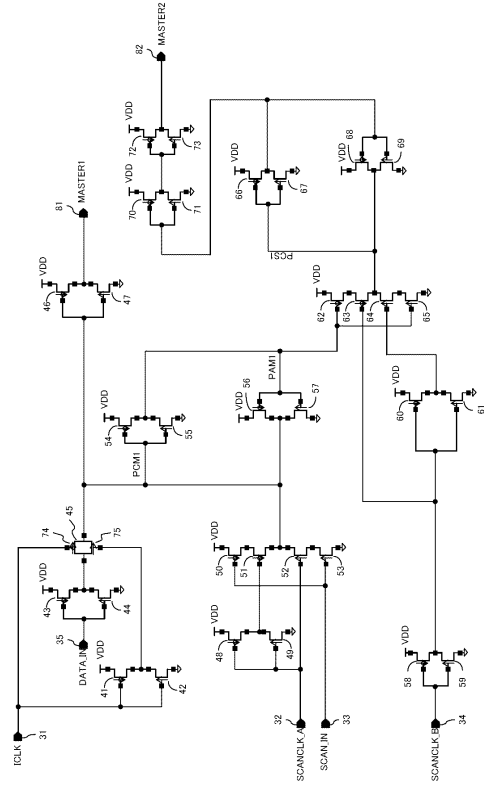 MASTER2
82
VDD
72
73
VDD
70
71
VDD
68
69
VDD
66
67
PCS1
MASTER1
81
VDD
46
47
VDD
62
63
64
65
VDD
54
55
PCM1
PAM1
VDD
56
57
VDD
60
61
74
45
75
VDD
43
44
35
DATA_IN
VDD
41
42
VDD
50
51
52
53
VDD
48
49
VDD
58
59
ICLK
31
SCANCLK_A
32
SCAN_IN
33
SCANCLK_B
34